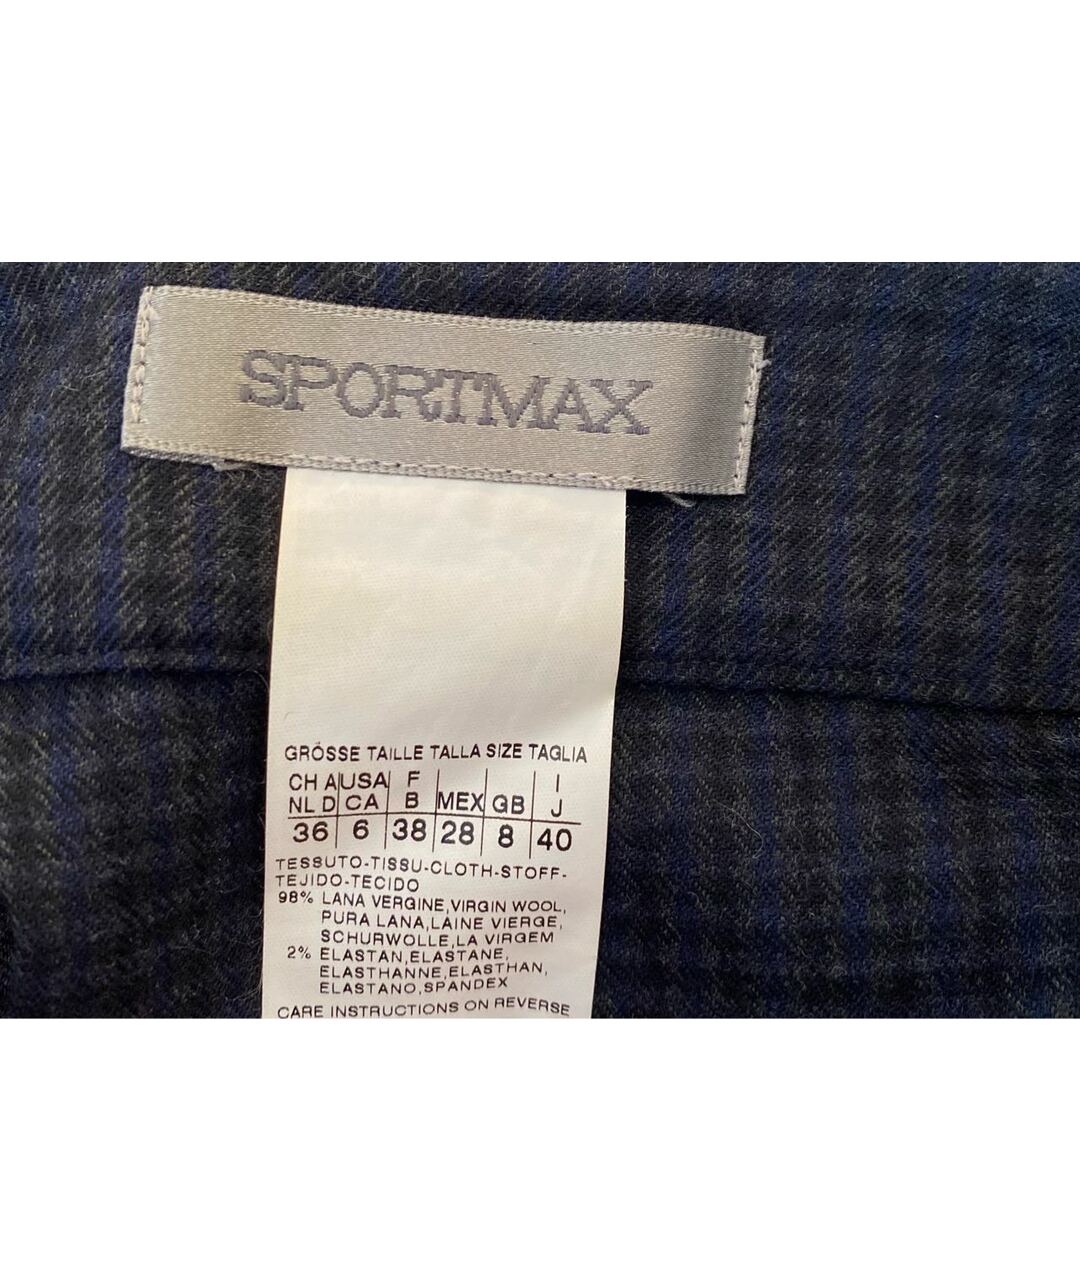 SPORTMAX
GRÖSSE TAILLE TALLA SIZE TAGLIA
CH A USA F MEX GB I
NL D CA B J
36 6 38 28 8 40
TESSUTO-TISSU-CLOTH-STOFF-
TEJIDO-TECIDO
98% LANA VERGINE,VIRGIN WOOL,
PURA LANA,LAINE VIERGE,
SCHURWOLLE,LA VIRGEM
2% ELASTAN,ELASTANE,
ELASTHANNE,ELASTHAN,
ELASTANO,SPANDEX
CARE INSTRUCTIONS ON REVERSE